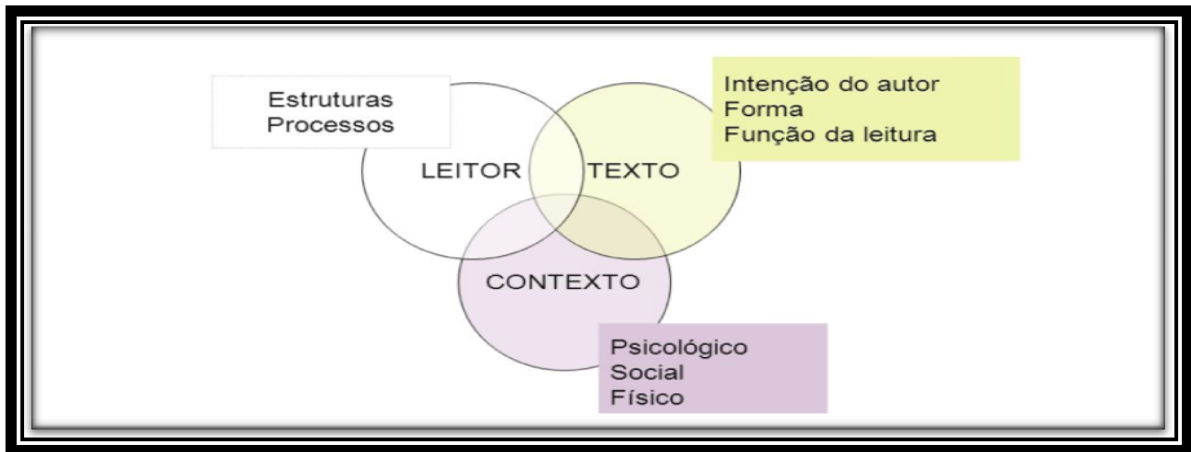 Estruturas
Processos
Intenção do autor
Forma
Função da leitura
LEITOR
TEXTO
CONTEXTO
Psicológico
Social
Físico